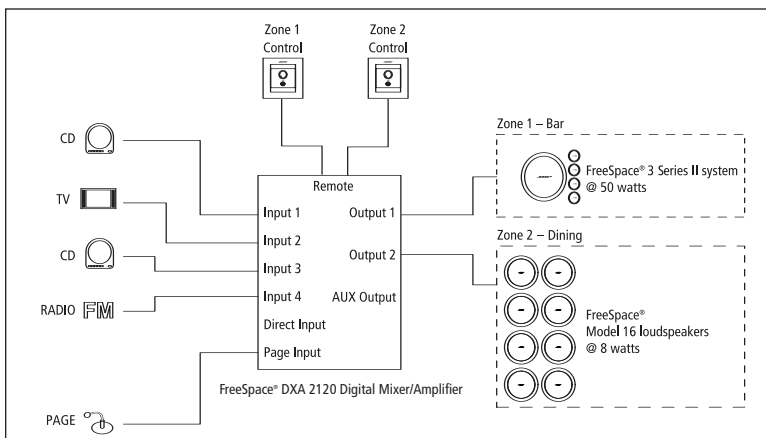 Zone 1
Control
Zone 2
Control
CD
TV
CD
RADIO FM
PAGE
Remote
Input 1
Input 2
Input 3
Input 4
Direct Input
Page Input
Output 1
Output 2
AUX Output
FreeSpace® DXA 2120 Digital Mixer/Amplifier
Zone 1 – Bar
FreeSpace® 3 Series II system
@ 50 watts
Zone 2 – Dining
FreeSpace®
Model 16 loudspeakers
@ 8 watts